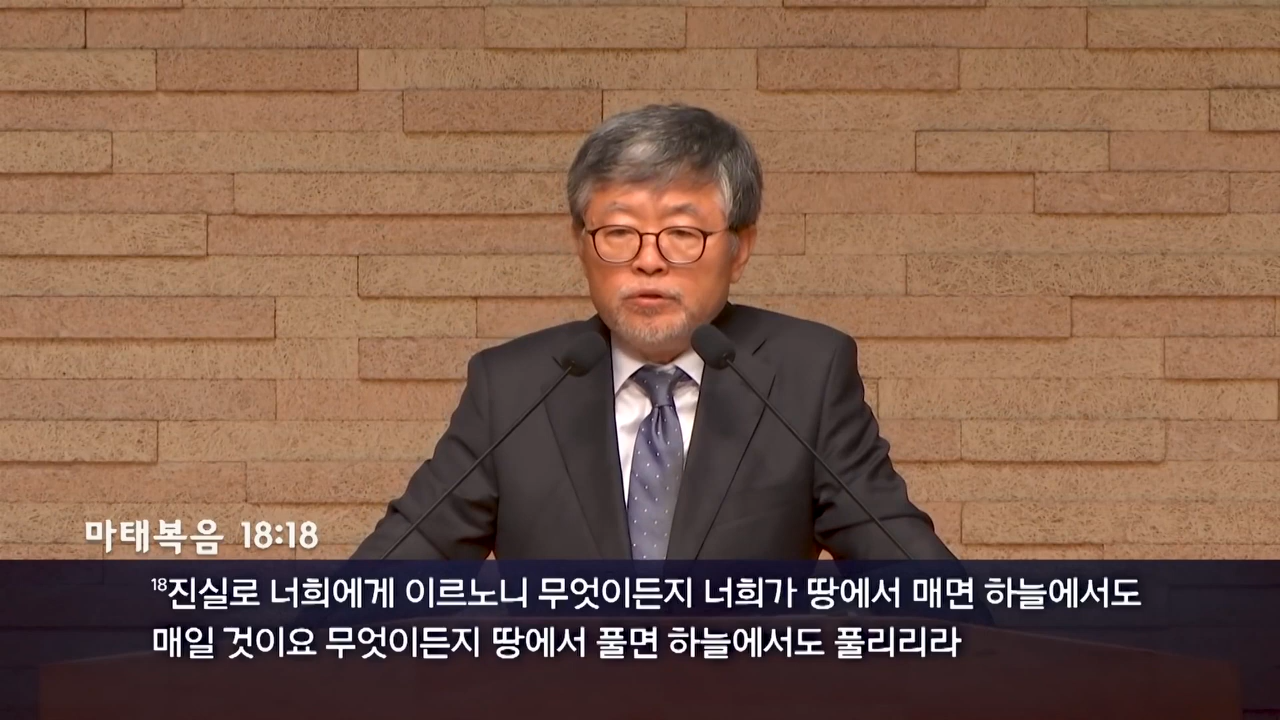 마태복음 18:18
18진실로 너희에게 이르노니 무엇이든지 너희가 땅에서 매면 하늘에서도
매일 것이요 무엇이든지 땅에서 풀면 하늘에서도 풀리리라